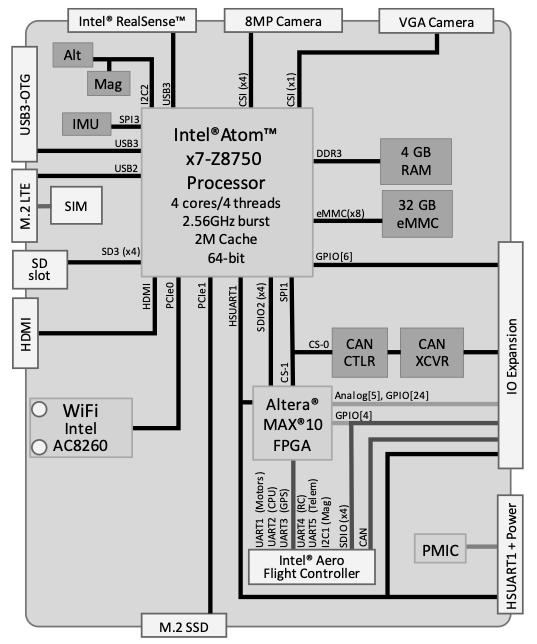 Intel® RealSense™
8MP Camera
VGA Camera
Alt
Mag
I2C2
USB3
CSI (x4)
CSI (x1)
USB3-OTG
IMU
SPI3
USB3
USB2
Intel®Atom™
x7-Z8750
Processor
4 cores/4 threads
2.56GHz burst
2M Cache
64-bit
DDR3
4 GB
RAM
eMMC(x8)
32 GB
eMMC
M.2 LTE
SIM
SD
slot
SD3 (x4)
GPIO[6]
HDMI
HDMI
PCIe0
PCIe1
HSUART1
SDIO2 (x4)
SPI1
CS-0
CAN
CTLR
CAN
XCVR
IO Expansion
CS-1
WiFi
Intel
AC8260
Altera®
MAX®10
FPGA
Analog[5], GPIO[24]
GPIO[4]
UART1 (Motors)
UART2 (CPU)
UART3 (GPS)
UART4 (RC)
UART5 (Telem)
I2C1 (Mag)
SDIO (x4)
CAN
Intel® Aero
Flight Controller
PMIC
HSUART1 + Power
M.2 SSD